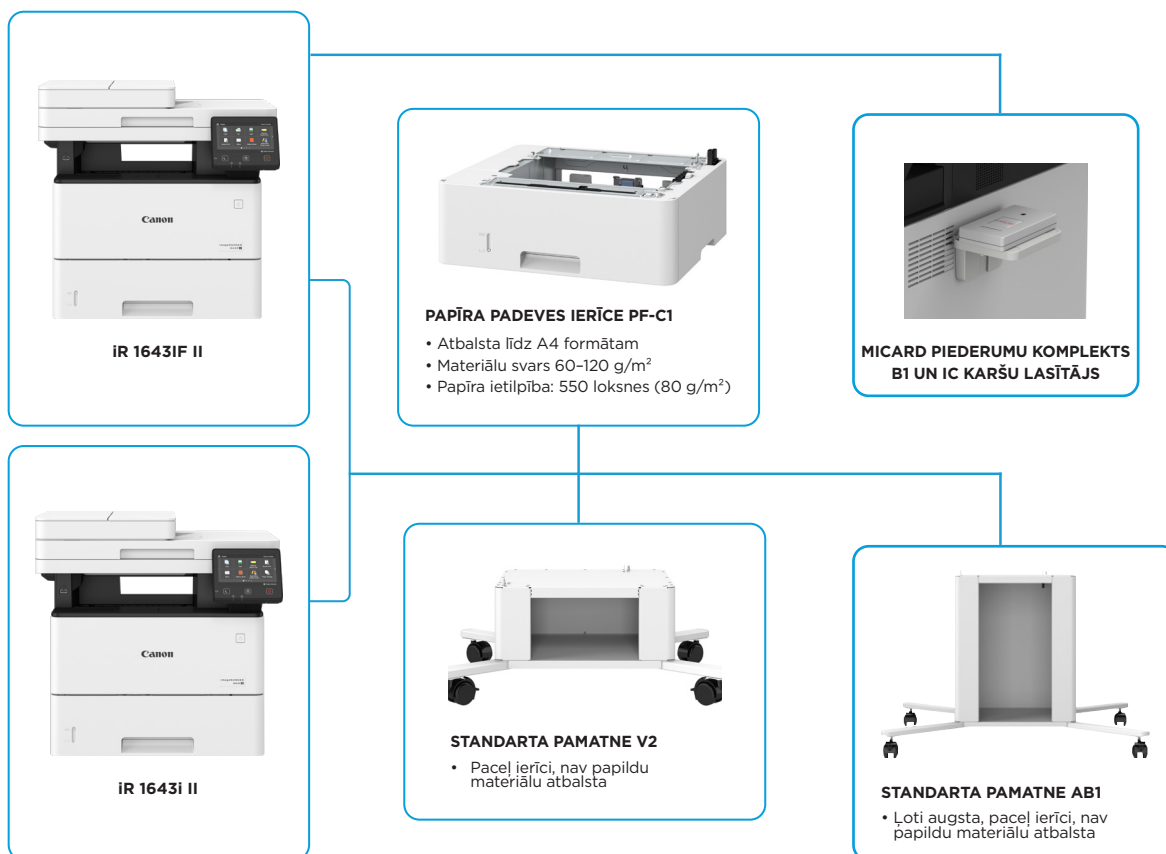 Canon
iR 1643IF II
PAPĪRA PADEVES IERĪCE PF-C1
• Atbalsta līdz A4 formātam
• Materiālu svars 60–120 g/m²
• Papīra ietilpība: 550 loksnes (80 g/m²)
MICARD PIEDERUMU KOMPLEKTS
B1 UN IC KARŠU LASĪTĀJS
Canon
iR 1643i II
STANDARTA PAMATNE V2
• Paceļ ierīci, nav papildu
materiālu atbalsta
STANDARTA PAMATNE AB1
• Ļoti augsta, paceļ ierīci, nav
papildu materiālu atbalsta